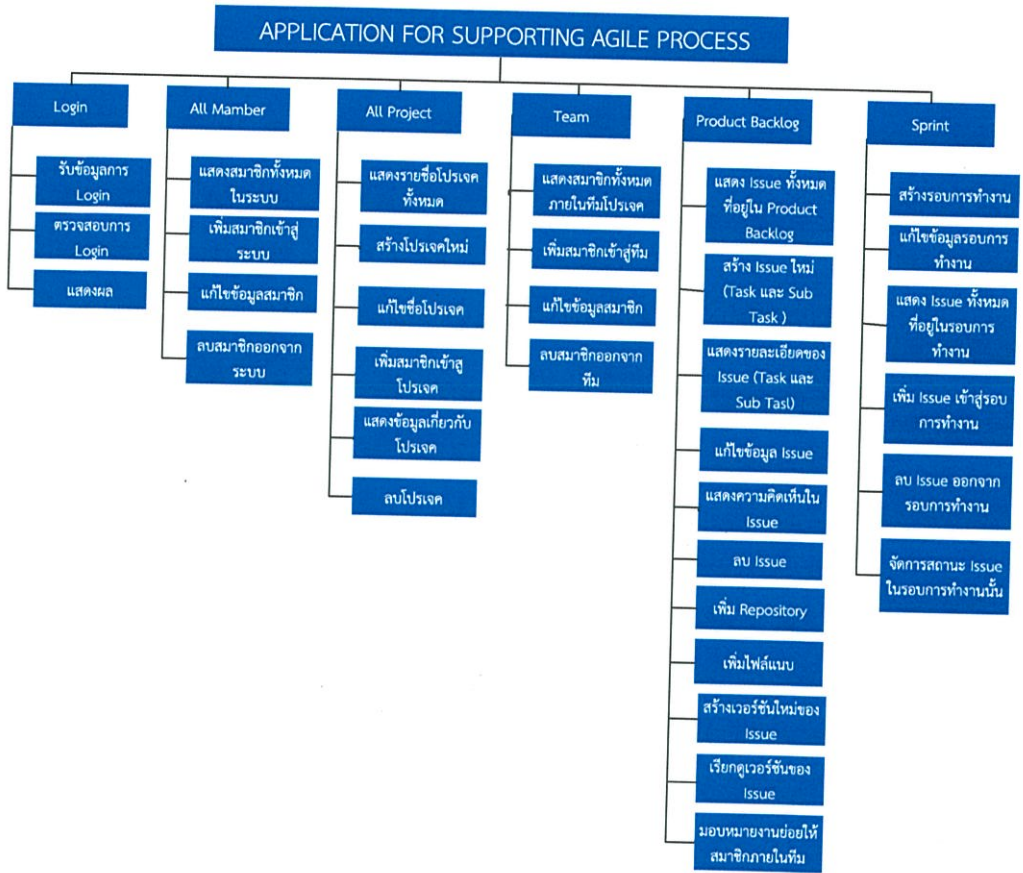 APPLICATION FOR SUPPORTING AGILE PROCESS
Login
รับข้อมูลการ
Login
ตรวจสอบการ
Login
แสดงผล
All Mamber
แสดงสมาชิกทั้งหมด
ในระบบ
เพิ่มสมาชิกเข้าสู่
ระบบ
แก้ไขข้อมูลสมาชิก
ลบสมาชิกออกจาก
ระบบ
All Project
แสดงรายชื่อโปรเจค
ทั้งหมด
สร้างโปรเจคใหม่
แก้ไขชื่อโปรเจค
เพิ่มสมาชิกเข้าสู่
โปรเจค
แสดงข้อมูลเกี่ยวกับ
โปรเจค
ลบโปรเจค
Team
แสดงสมาชิกทั้งหมด
ภายในทีมโปรเจค
เพิ่มสมาชิกเข้าสู่ทีม
แก้ไขข้อมูลสมาชิก
ลบสมาชิกออกจาก
ทีม
Product Backlog
แสดง Issue ทั้งหมด
ที่อยู่ใน Product
Backlog
สร้าง Issue ใหม่
(Task และ Sub
Task )
แสดงรายละเอียดของ
Issue (Task และ
Sub Tasl)
แก้ไขข้อมูล Issue
แสดงความคิดเห็นใน
Issue
ลบ Issue
เพิ่ม Repository
เพิ่มไฟล์แนบ
สร้างเวอร์ชันใหม่ของ
Issue
เรียกดูเวอร์ชันของ
Issue
มอบหมายงานย่อยให้
สมาชิกภายในทีม
Sprint
สร้างรอบการทำงาน
แก้ไขข้อมูลรอบการ
ทำงาน
แสดง Issue ทั้งหมด
ที่อยู่ในรอบการ
ทำงาน
เพิ่ม Issue เข้าสู่รอบ
การทำงาน
ลบ Issue ออกจาก
รอบการทำงาน
จัดการสถานะ Issue
ในรอบการทำงานนั้น